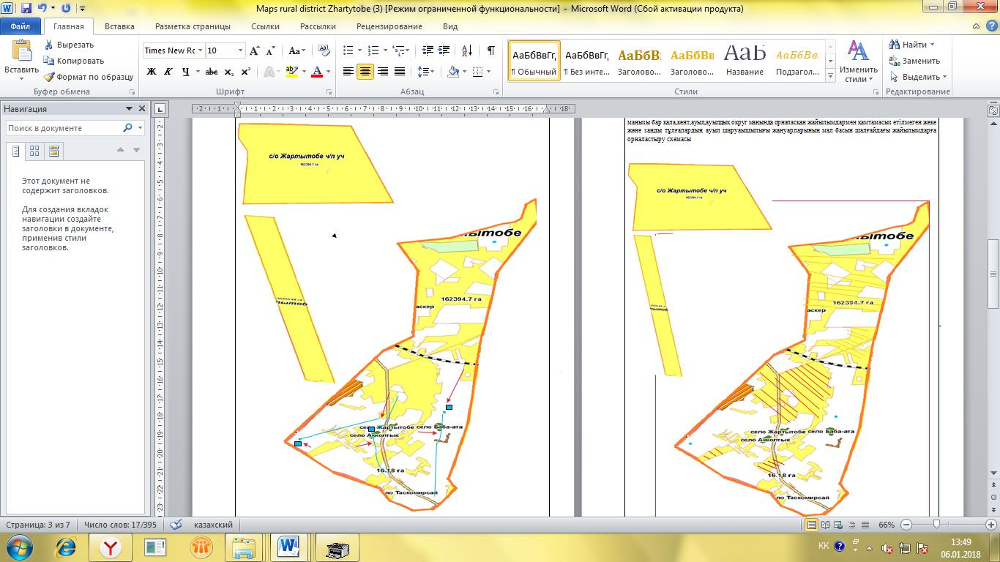 Maps rural district Zhartytobe (3) [Режим ограниченной функциональности] - Microsoft Word (Сбой активации продукта)
Файл Главная Вставка Разметка страницы Ссылки Рассылки Рецензирование Вид
Вставить
Вырезать
Копировать
Формат по образцу
Буфер обмена
Times New Rc 10
Шрифт
Абзац
АаБбВвГг, АаБбВвГг, АаБбВ: АаБбВв АаЬ АаБбВе.
¶ Обычный ¶ Без инте... Заголово... Заголово... Название Подзагол...
Стили
Изменить стили
Найти
Заменить
Выделить
Редактирование
Навигация
Поиск в документе
Этот документ не
содержит заголовков.
Для создания вкладок
навигации создайте
заголовки в документе,
применив стили
заголовков.
с/о Жартытобе ч/п уч
162394.7 га
ытобе
162394.7 га
аскер
село Жартытобе село Баба-ата
село Акколтык
16.18 га
по Таскомирсай
маңызы бар қала,кент,ауыл,ауылдық округ маңында орналасқан жайылымдармен қамтамасыз етілмеген жеке
және заңды тұлғалардың ауыл шаруашылығы жануарларының мал басын шалғайдағы жайылымдарға
орналастыру схемасы
с/о Жартытобе ч/п уч
162394.7 га
ытобе
162394.7 га
аскер
село Жартытобе село Баба-ата
село Акколтык
16.18 га
по Таскомирсай
Страница: 3 из 7 Число слов: 17/395 казахский 66%
KK 13:49
06.01.2018